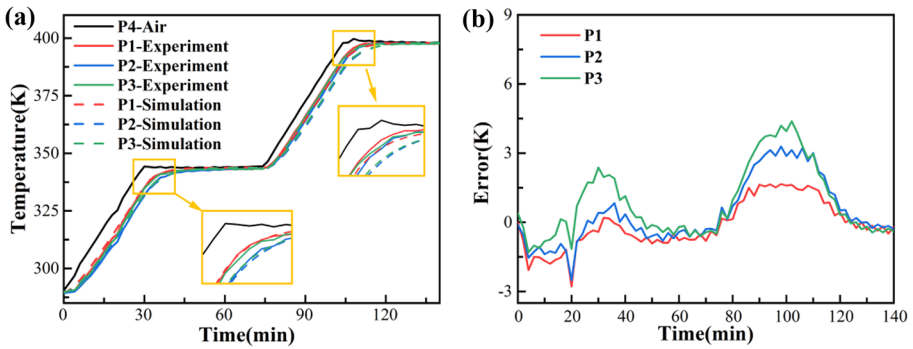 (a)
P4-Air
P1-Experiment
P2-Experiment
P3-Experiment
P1-Simulation
P2-Simulation
P3-Simulation
Temperature(K)
400
375
350
325
300
0 30 60 90 120
Time(min)
(b)
P1
P2
P3
Error(K)
9
6
3
0
-3
0 20 40 60 80 100 120 140
Time(min)